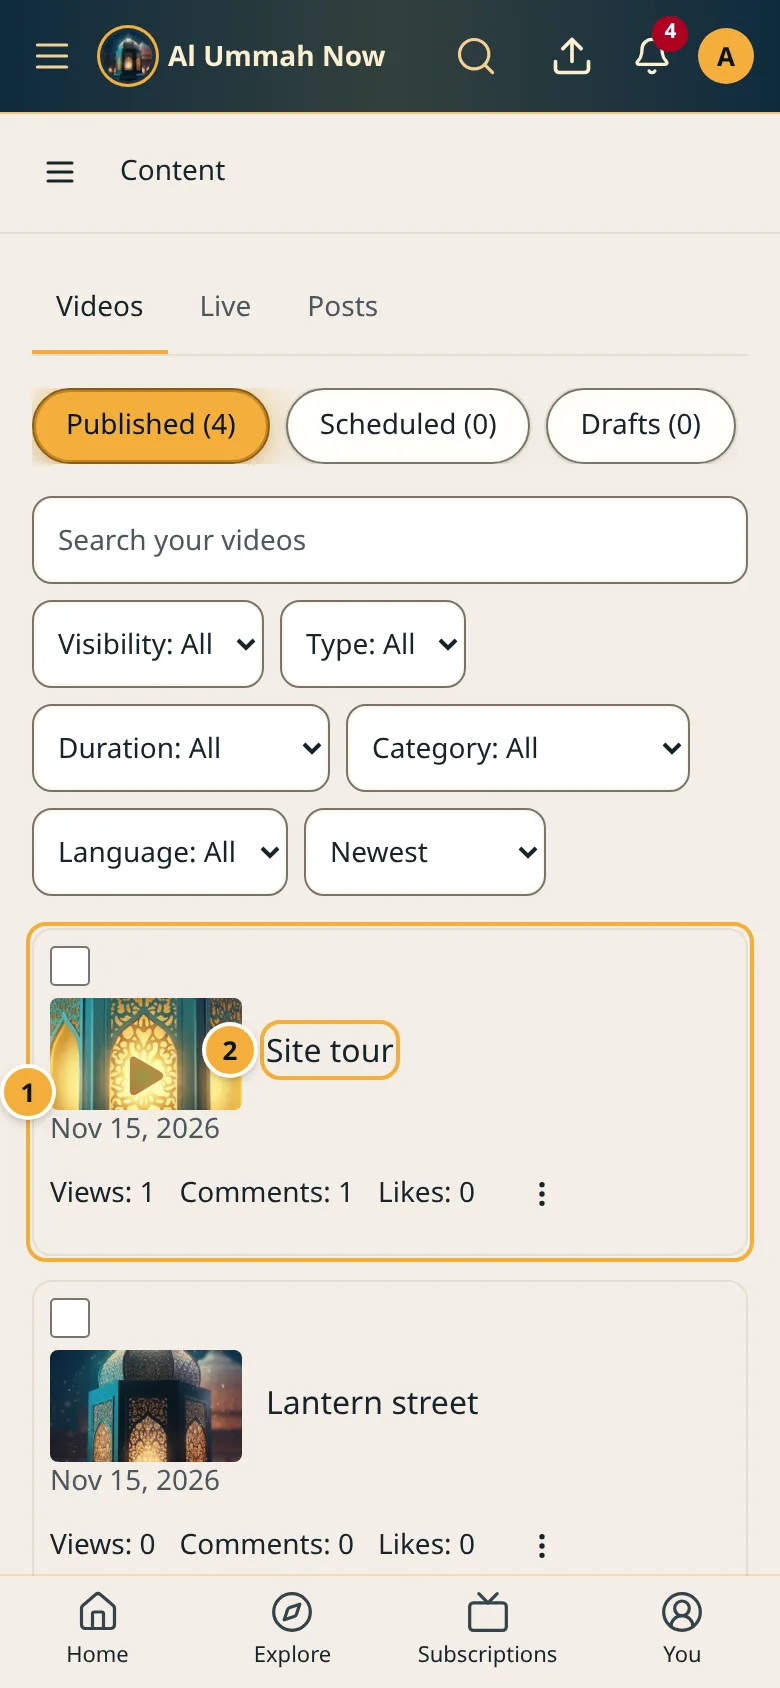 Al Ummah Now
4
A
Content
Videos Live Posts
Published (4) Scheduled (0) Drafts (0)
Search your videos
Visibility: All Type: All
Duration: All Category: All
Language: All Newest
2 Site tour
1
Nov 15, 2026
Views: 1 Comments: 1 Likes: 0
Lantern street
Nov 15, 2026
Views: 0 Comments: 0 Likes: 0
Home Explore Subscriptions You